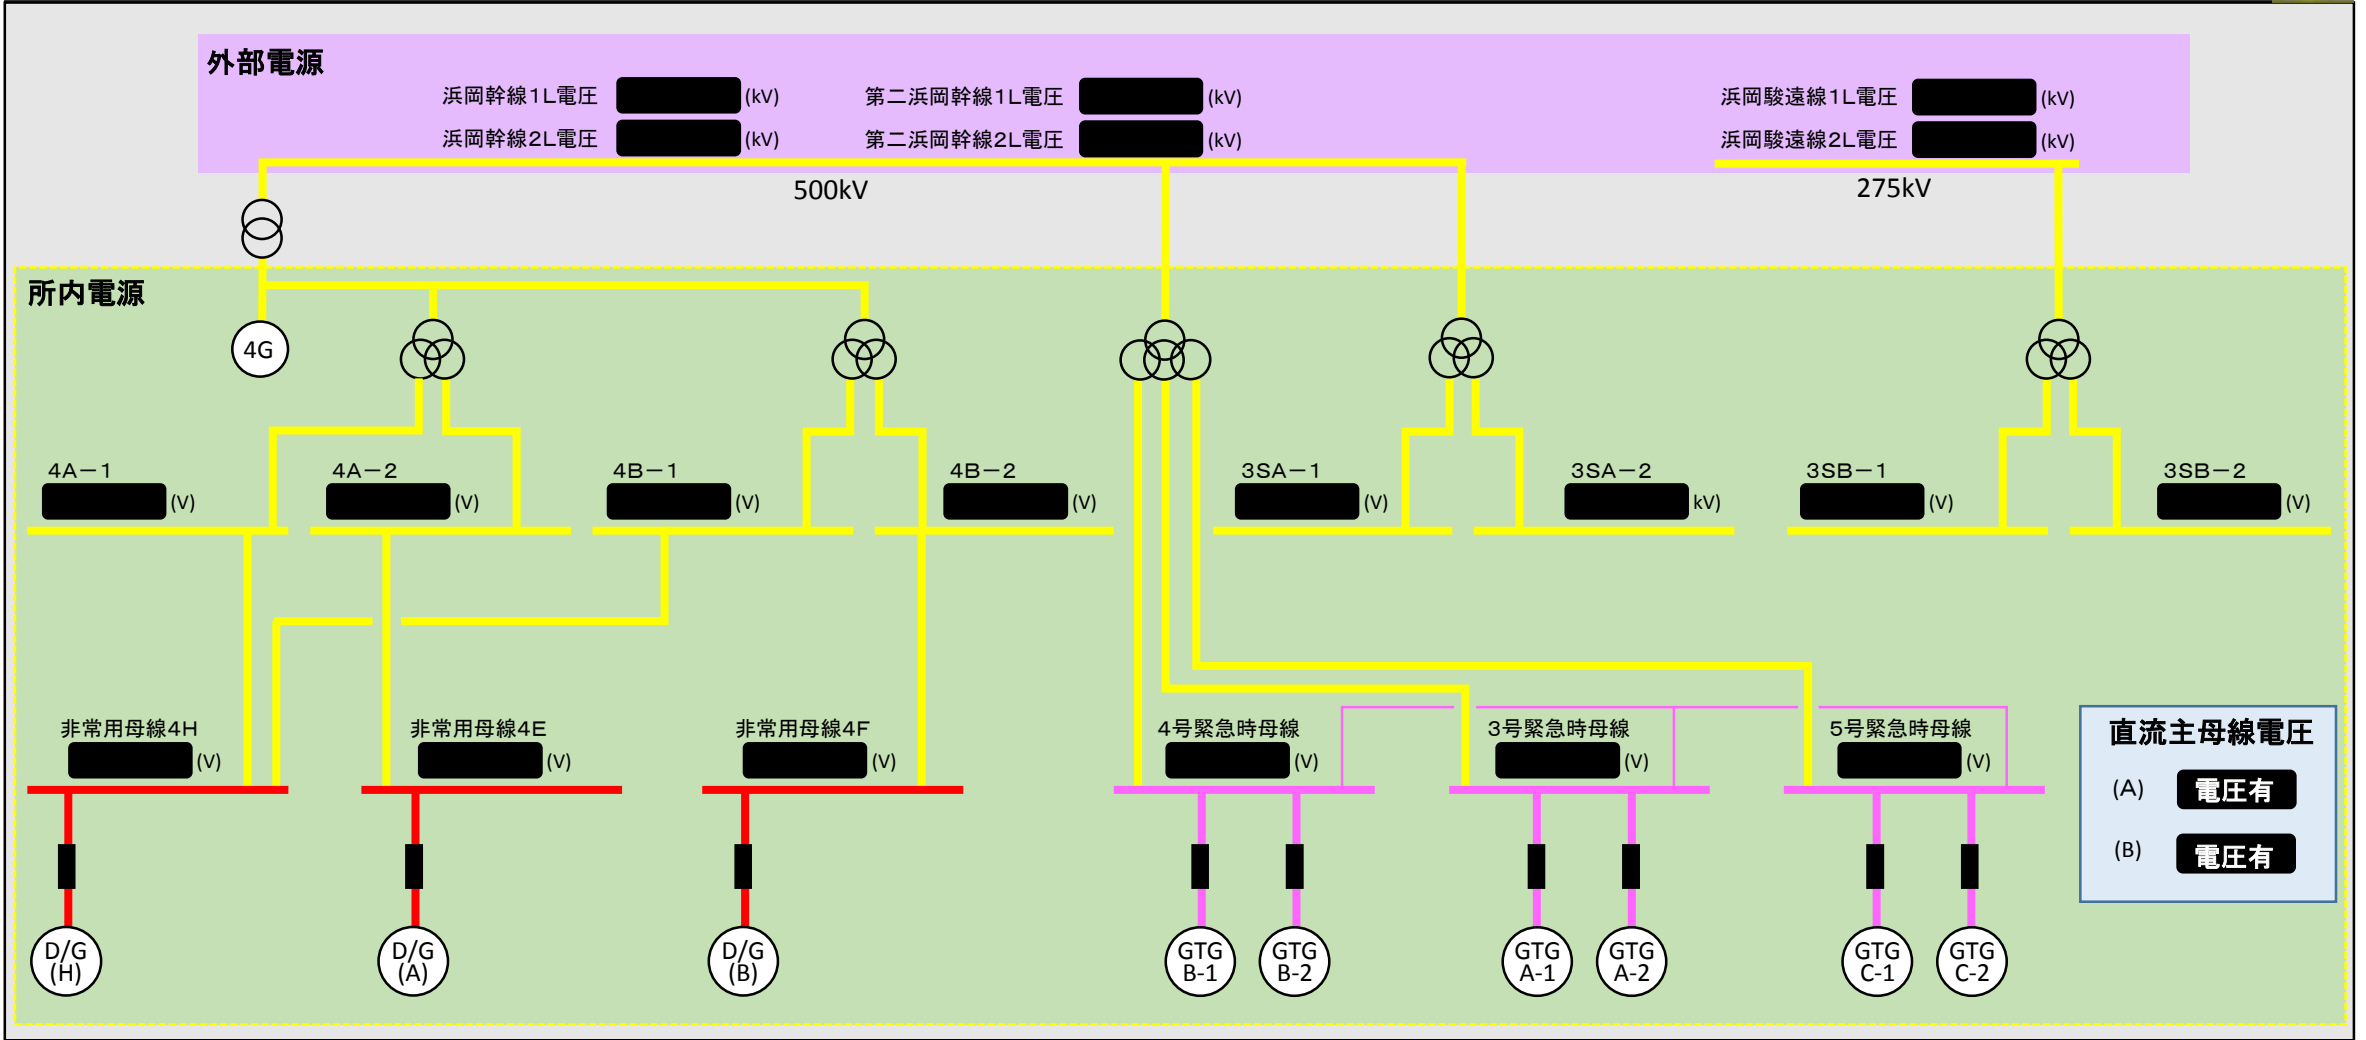 外部電源
浜岡幹線1L電圧 (kV) 第二浜岡幹線1L電圧 (kV) 浜岡駿遠線1L電圧 (kV)
浜岡幹線2L電圧 (kV) 第二浜岡幹線2L電圧 (kV) 浜岡駿遠線2L電圧 (kV)
500kV 275kV
所内電源
4G
4A－1 4A－2 4B－1 4B－2 3SA－1 3SA－2 3SB－1 3SB－2
(V) (V) (V) (V) (V) kV) (V) (V)
非常用母線4H 非常用母線4E 非常用母線4F 4号緊急時母線 3号緊急時母線 5号緊急時母線
(V) (V) (V) (V) (V) (V)
直流主母線電圧
(A) 電圧有
(B) 電圧有
D/G D/G D/G GTG GTG GTG GTG GTG GTG
(H) (A) (B) B-1 B-2 A-1 A-2 C-1 C-2